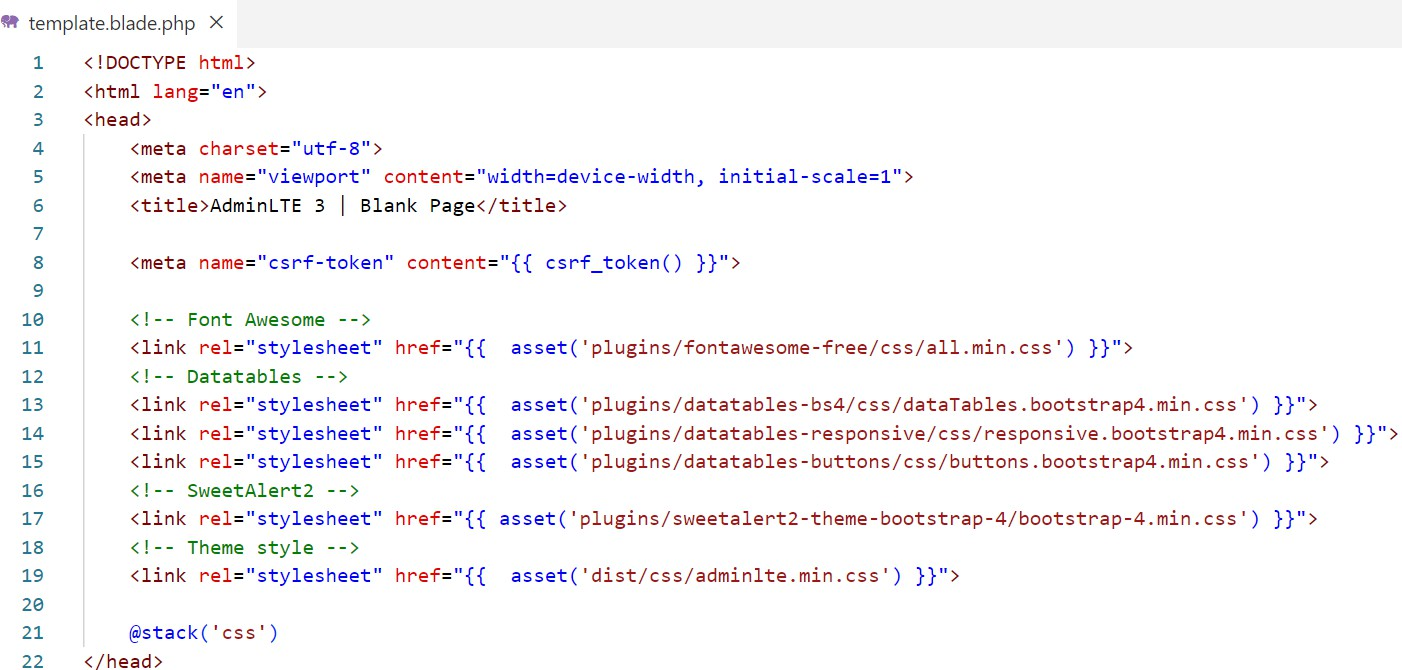 template.blade.php ×
1 <!DOCTYPE html>
2 <html lang="en">
3 <head>
4     <meta charset="utf-8">
5     <meta name="viewport" content="width=device-width, initial-scale=1">
6     <title>AdminLTE 3 | Blank Page</title>
7
8     <meta name="csrf-token" content="{{ csrf_token() }}">
9
10     <!-- Font Awesome -->
11     <link rel="stylesheet" href="{{  asset('plugins/fontawesome-free/css/all.min.css') }}">
12     <!-- Datatables -->
13     <link rel="stylesheet" href="{{  asset('plugins/datatables-bs4/css/dataTables.bootstrap4.min.css') }}">
14     <link rel="stylesheet" href="{{  asset('plugins/datatables-responsive/css/responsive.bootstrap4.min.css') }}">
15     <link rel="stylesheet" href="{{  asset('plugins/datatables-buttons/css/buttons.bootstrap4.min.css') }}">
16     <!-- SweetAlert2 -->
17     <link rel="stylesheet" href="{{ asset('plugins/sweetalert2-theme-bootstrap-4/bootstrap-4.min.css') }}">
18     <!-- Theme style -->
19     <link rel="stylesheet" href="{{  asset('dist/css/adminlte.min.css') }}">
20
21     @stack('css')
22 </head>